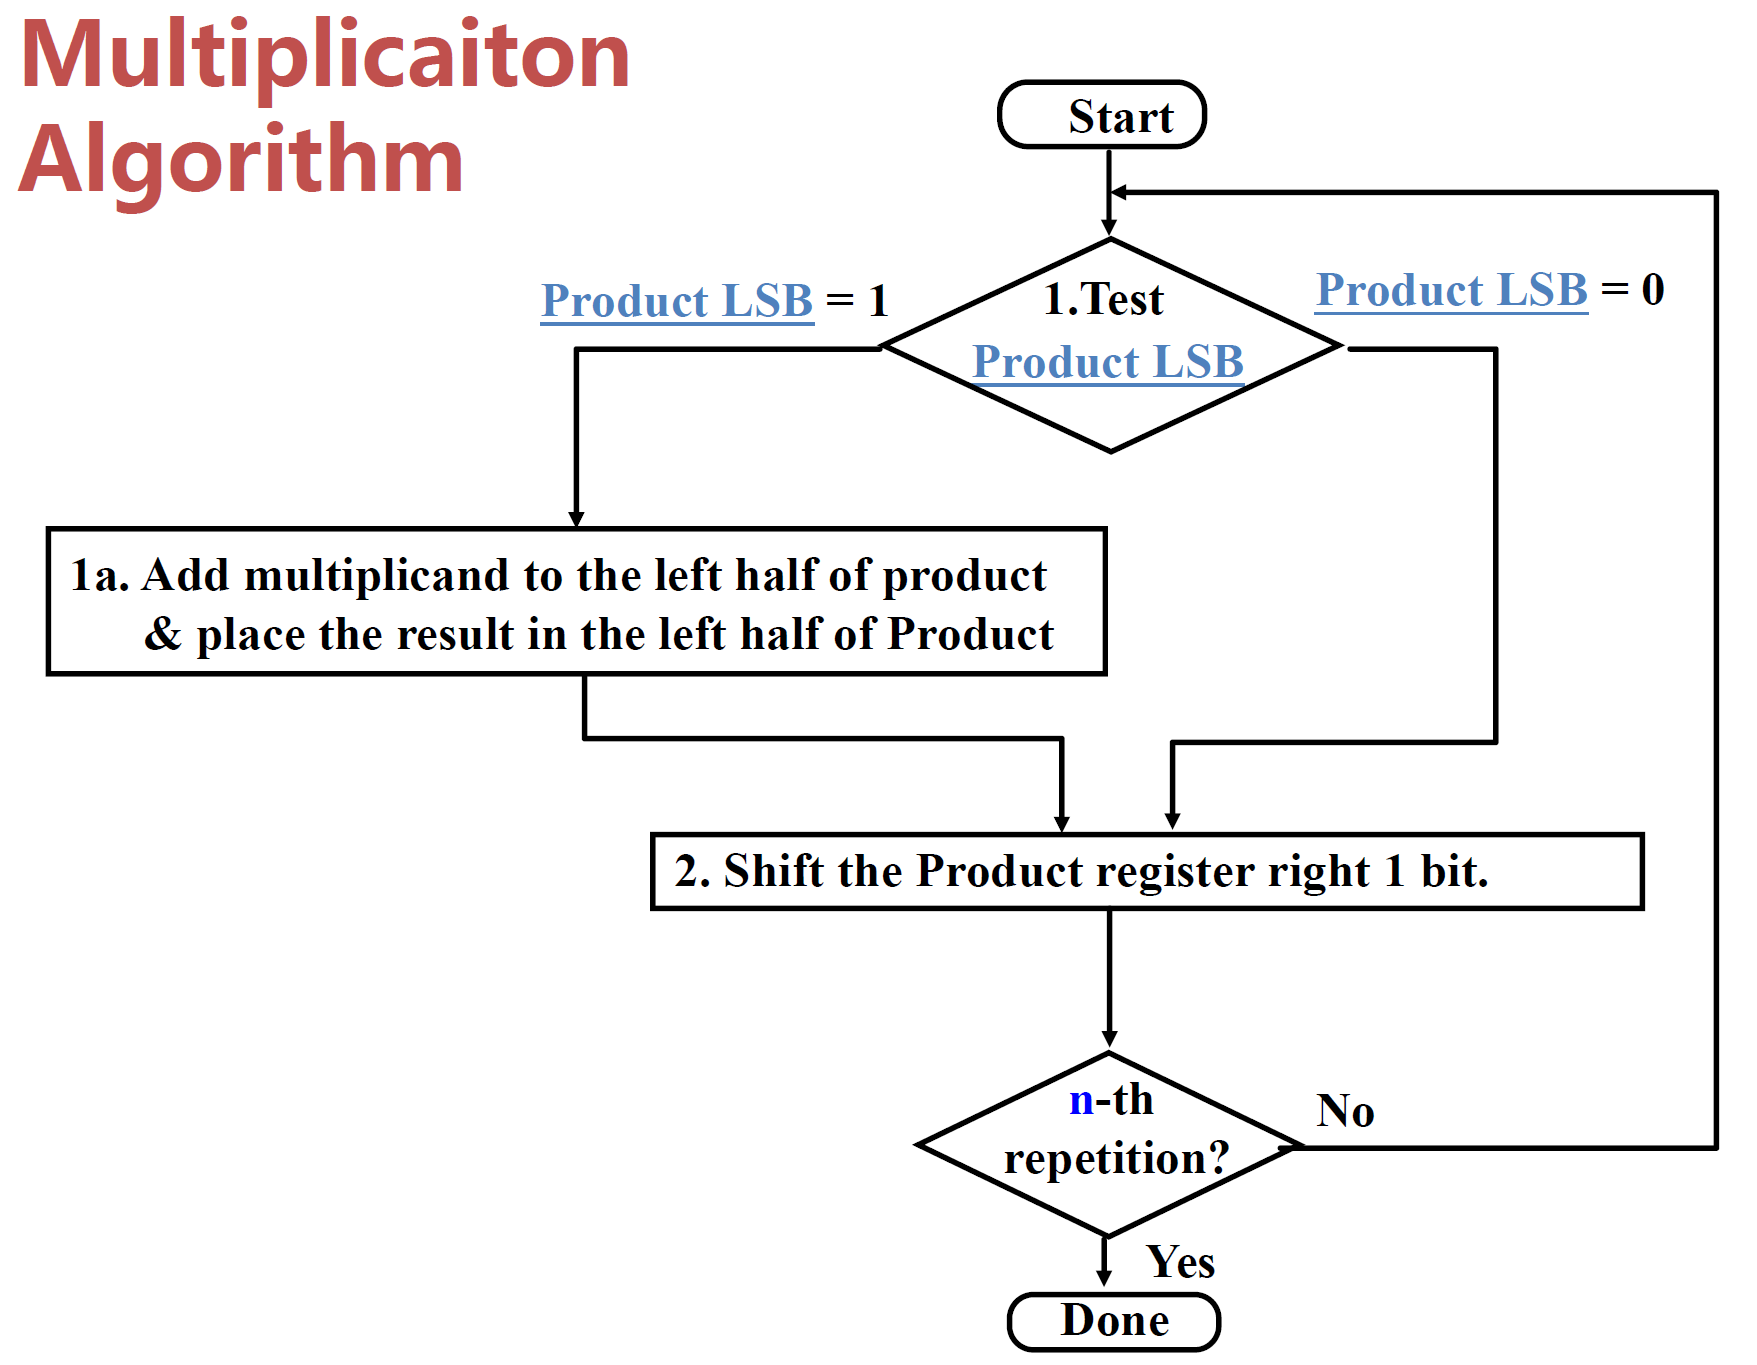 Multiplicaiton
Algorithm
Start
Product LSB = 1
1.Test
Product LSB
Product LSB = 0
1a. Add multiplicand to the left half of product
& place the result in the left half of Product
2. Shift the Product register right 1 bit.
n-th
repetition?
No
Yes
Done